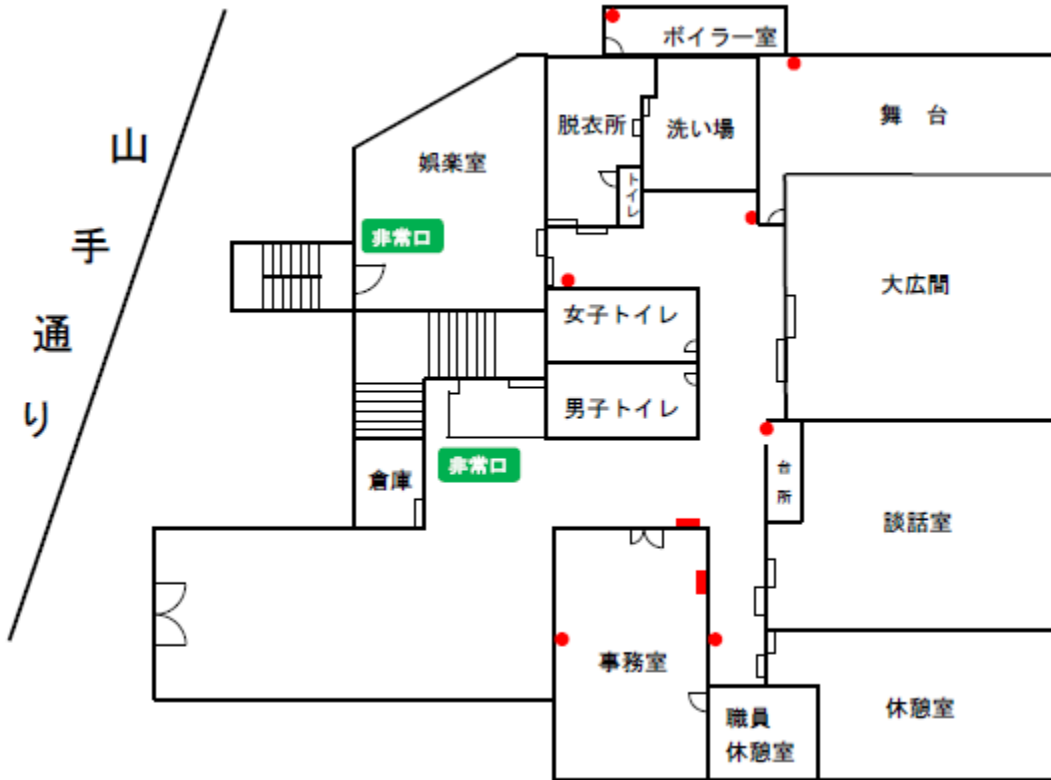 ボイラー室
脱衣所
洗い場
舞 台
娯楽室
トイレ
山手通り
非常口
大広間
女子トイレ
男子トイレ
非常口
倉庫
台所
談話室
事務室
職員
休憩室
休憩室